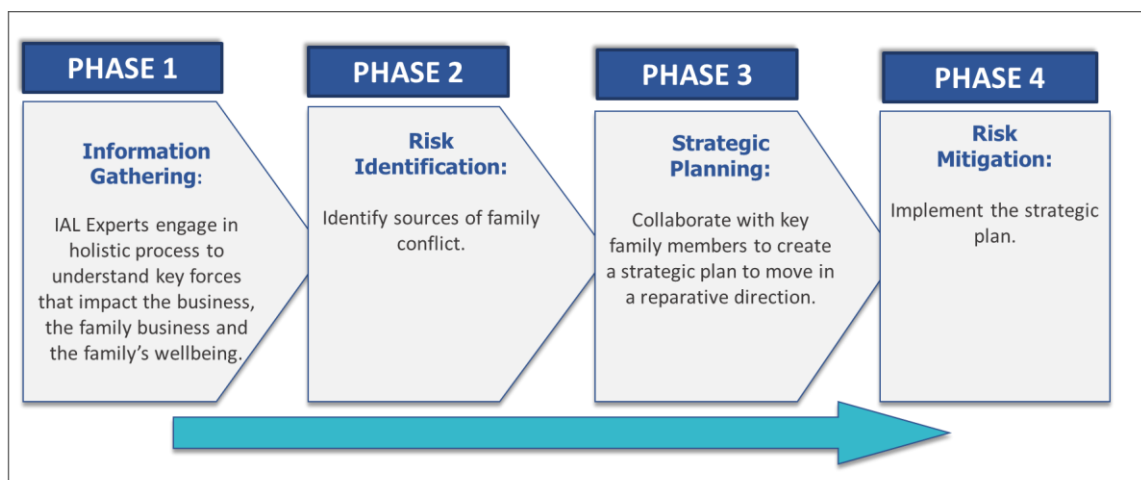 PHASE 1
Information
Gathering:
IAL Experts engage in
holistic process to
understand key forces
that impact the business,
the family business and
the family's wellbeing.
PHASE 2
Risk
Identification:
Identify sources of family
conflict.
PHASE 3
Strategic
Planning:
Collaborate with key
family members to create
a strategic plan to move in
a reparative direction.
PHASE 4
Risk
Mitigation:
Implement the strategic
plan.